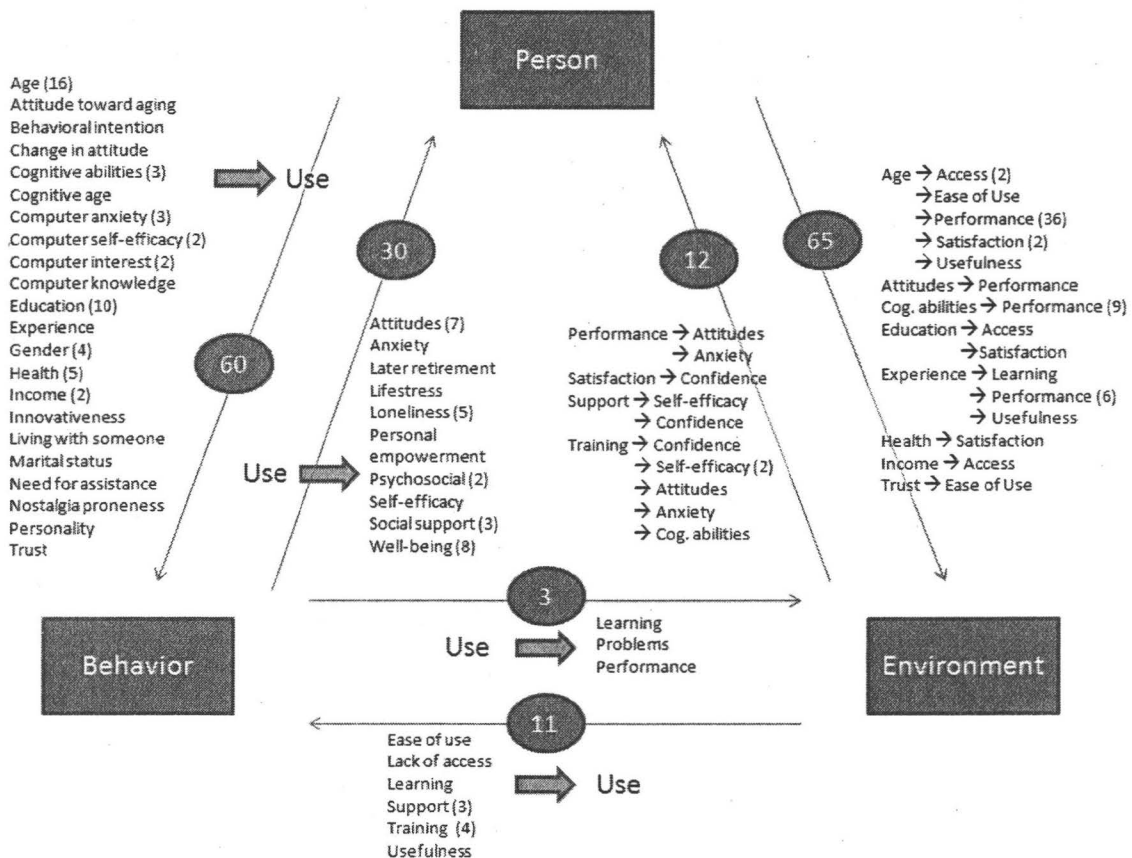 Person
Age (16)
Attitude toward aging
Behavioral intention
Change in attitude
Cognitive abilities (3)
Cognitive age
Computer anxiety (3)
Computer self-efficacy (2)
Computer interest (2)
Computer knowledge
Education (10)
Experience
Gender (4)
Health (5)
Income (2)
Innovativeness
Living with someone
Marital status
Need for assistance
Nostalgia proneness
Personality
Trust
Use
60
30
Use
Attitudes (7)
Anxiety
Later retirement
Lifestress
Loneliness (5)
Personal
empowerment
Psychosocial (2)
Self-efficacy
Social support (3)
Well-being (8)
12
Performance → Attitudes
→ Anxiety
Satisfaction → Confidence
Support → Self-efficacy
→ Confidence
Training → Confidence
→ Self-efficacy (2)
→ Attitudes
→ Anxiety
→ Cog. abilities
65
Age → Access (2)
→Ease of Use
→Performance (36)
→ Satisfaction (2)
→ Usefulness
Attitudes → Performance
Cog. abilities → Performance (9)
Education → Access
→Satisfaction
Experience → Learning
→ Performance (6)
→ Usefulness
Health → Satisfaction
Income → Access
Trust → Ease of Use
Behavior
3
Use
Learning
Problems
Performance
Environment
11
Ease of use
Lack of access
Learning
Support (3)
Training (4)
Usefulness
Use